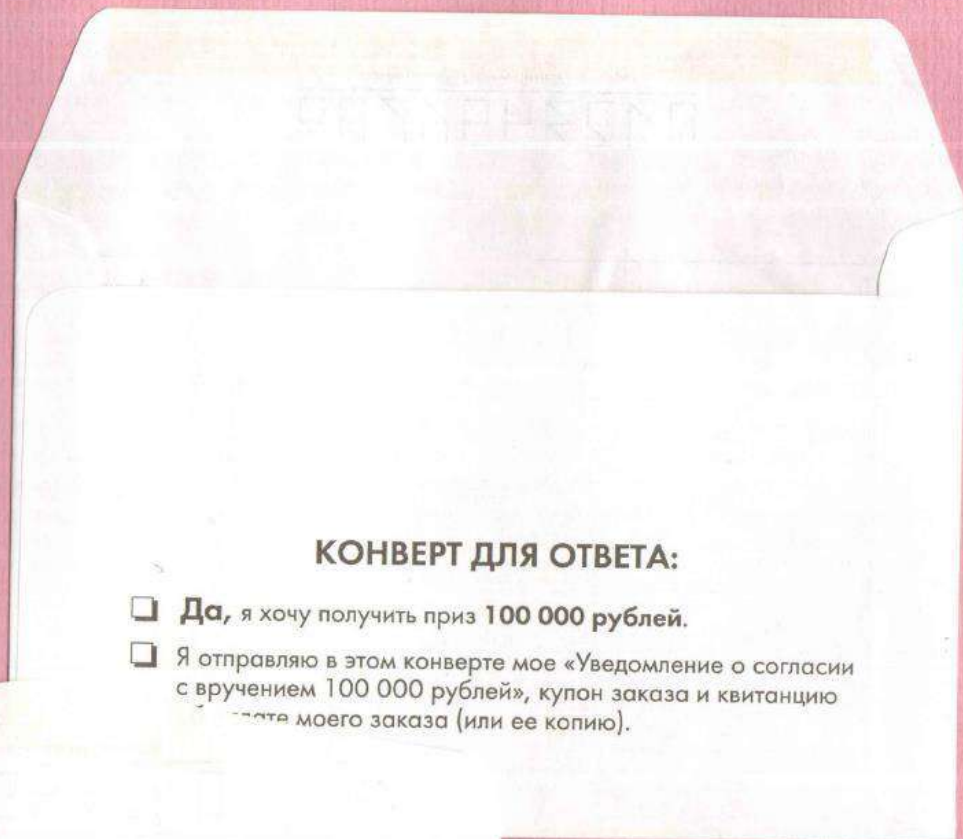 КОНВЕРТ ДЛЯ ОТВЕТА:
Да, я хочу получить приз 100 000 рублей.
Я отправляю в этом конверте мое «Уведомление о согласии
с вручением 100 000 рублей», купон заказа и квитанцию
моего заказа (или ее копию).